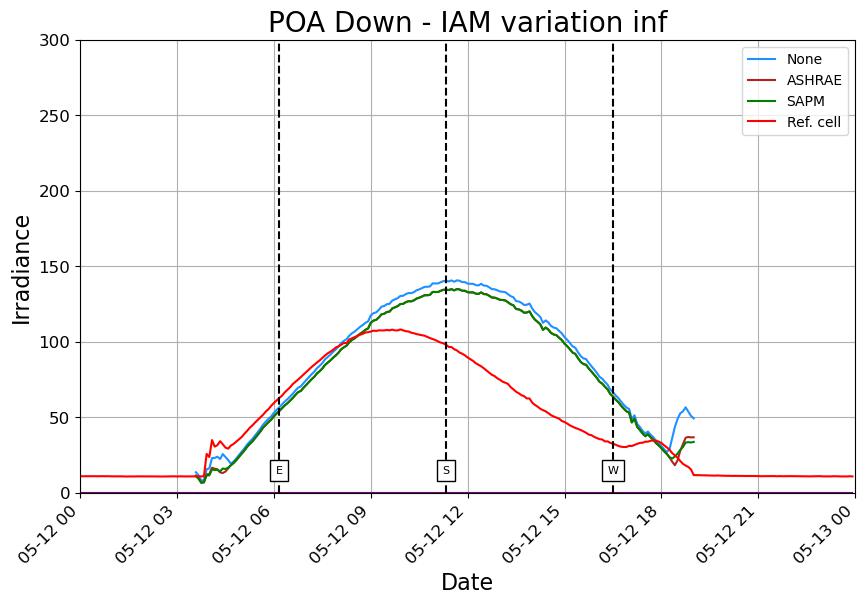 POA Down - IAM variation inf
300
250
200
150
100
50
0
Irradiance
None
ASHRAE
SAPM
Ref. cell
E
S
W
05-12 00
05-12 03
05-12 06
05-12 09
05-12 12
05-12 15
05-12 18
05-12 21
05-13 00
Date